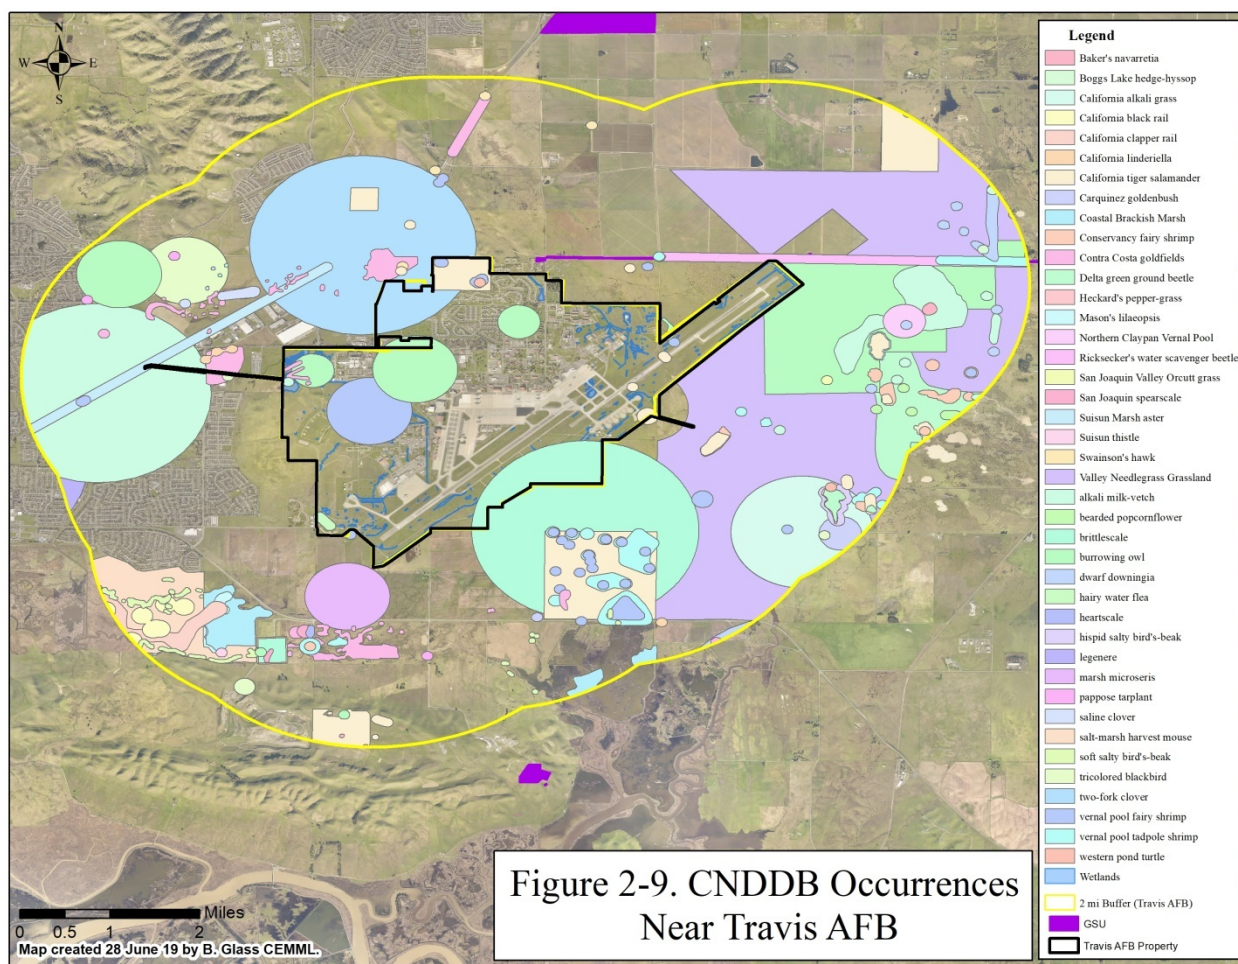 N
W E
S
Legend
Baker's navarretia
Boggs Lake hedge-hyssop
California alkali grass
California black rail
California clapper rail
California linderiella
California tiger salamander
Carquinez goldenbush
Coastal Brackish Marsh
Conservancy fairy shrimp
Contra Costa goldfields
Delta green ground beetle
Heckard's pepper-grass
Mason's lilaeopsis
Northern Claypan Vernal Pool
Ricksecker's water scavenger beetle
San Joaquin Valley Orcutt grass
San Joaquin spearscale
Suisun Marsh aster
Suisun thistle
Swainson's hawk
Valley Needlegrass Grassland
alkali milk-vetch
bearded popcornflower
brittlescale
burrowing owl
dwarf downingia
hairy water flea
heartscale
hispid salty bird's-beak
legenere
marsh microseris
pappose tarplant
saline clover
salt-marsh harvest mouse
soft salty bird's-beak
tricolored blackbird
two-fork clover
vernal pool fairy shrimp
vernal pool tadpole shrimp
western pond turtle
Wetlands
2 mi Buffer (Travis AFB)
GSU
Travis AFB Property
Figure 2-9. CNDDB Occurrences
Near Travis AFB
Miles
0 0.5 1 2
Map created 28 June 19 by B. Glass CEMML.